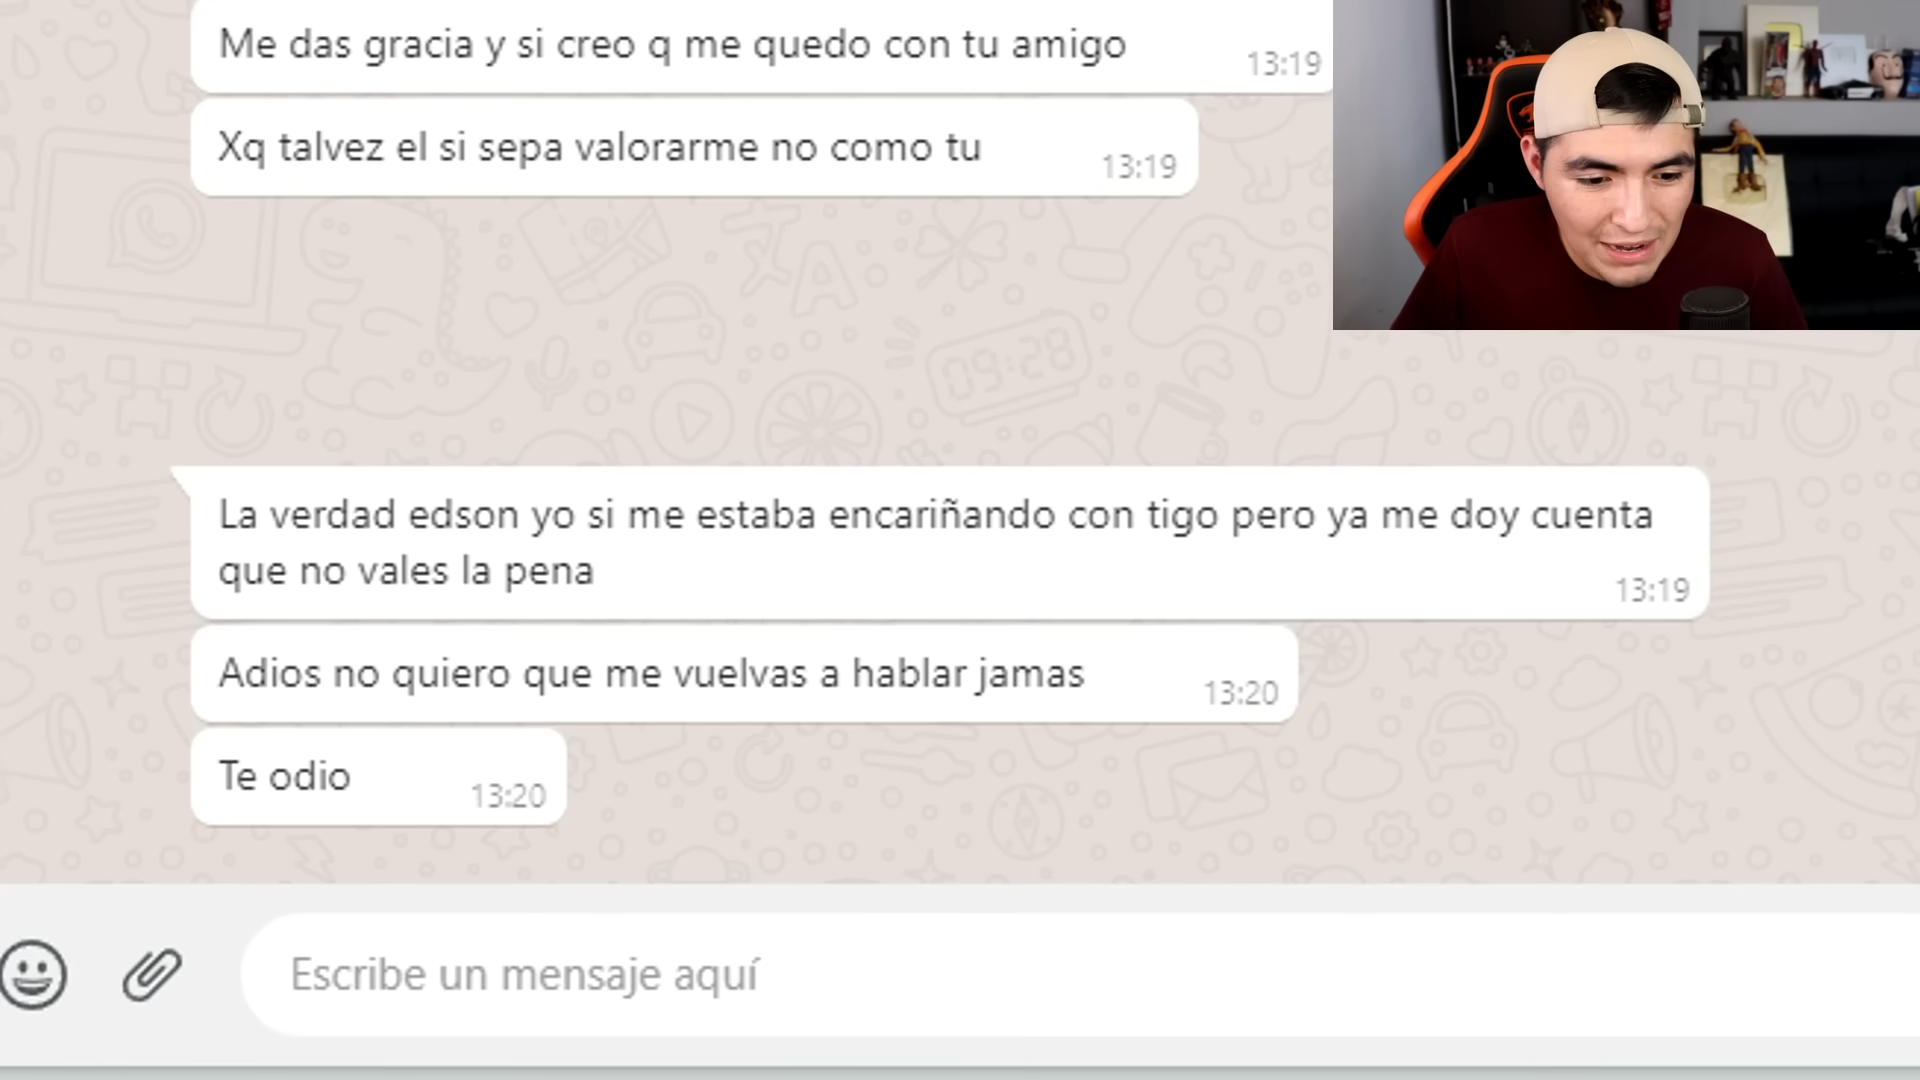 Me das gracia y si creo q me quedo con tu amigo
13:19
Xq talvez el si sepa valorarme no como tu
13:19
09:28
La verdad edson yo si me estaba encariñando con tigo pero ya me doy cuenta
que no vales la pena
13:19
Adios no quiero que me vuelvas a hablar jamas
13:20
Te odio
13:20
Escribe un mensaje aquí